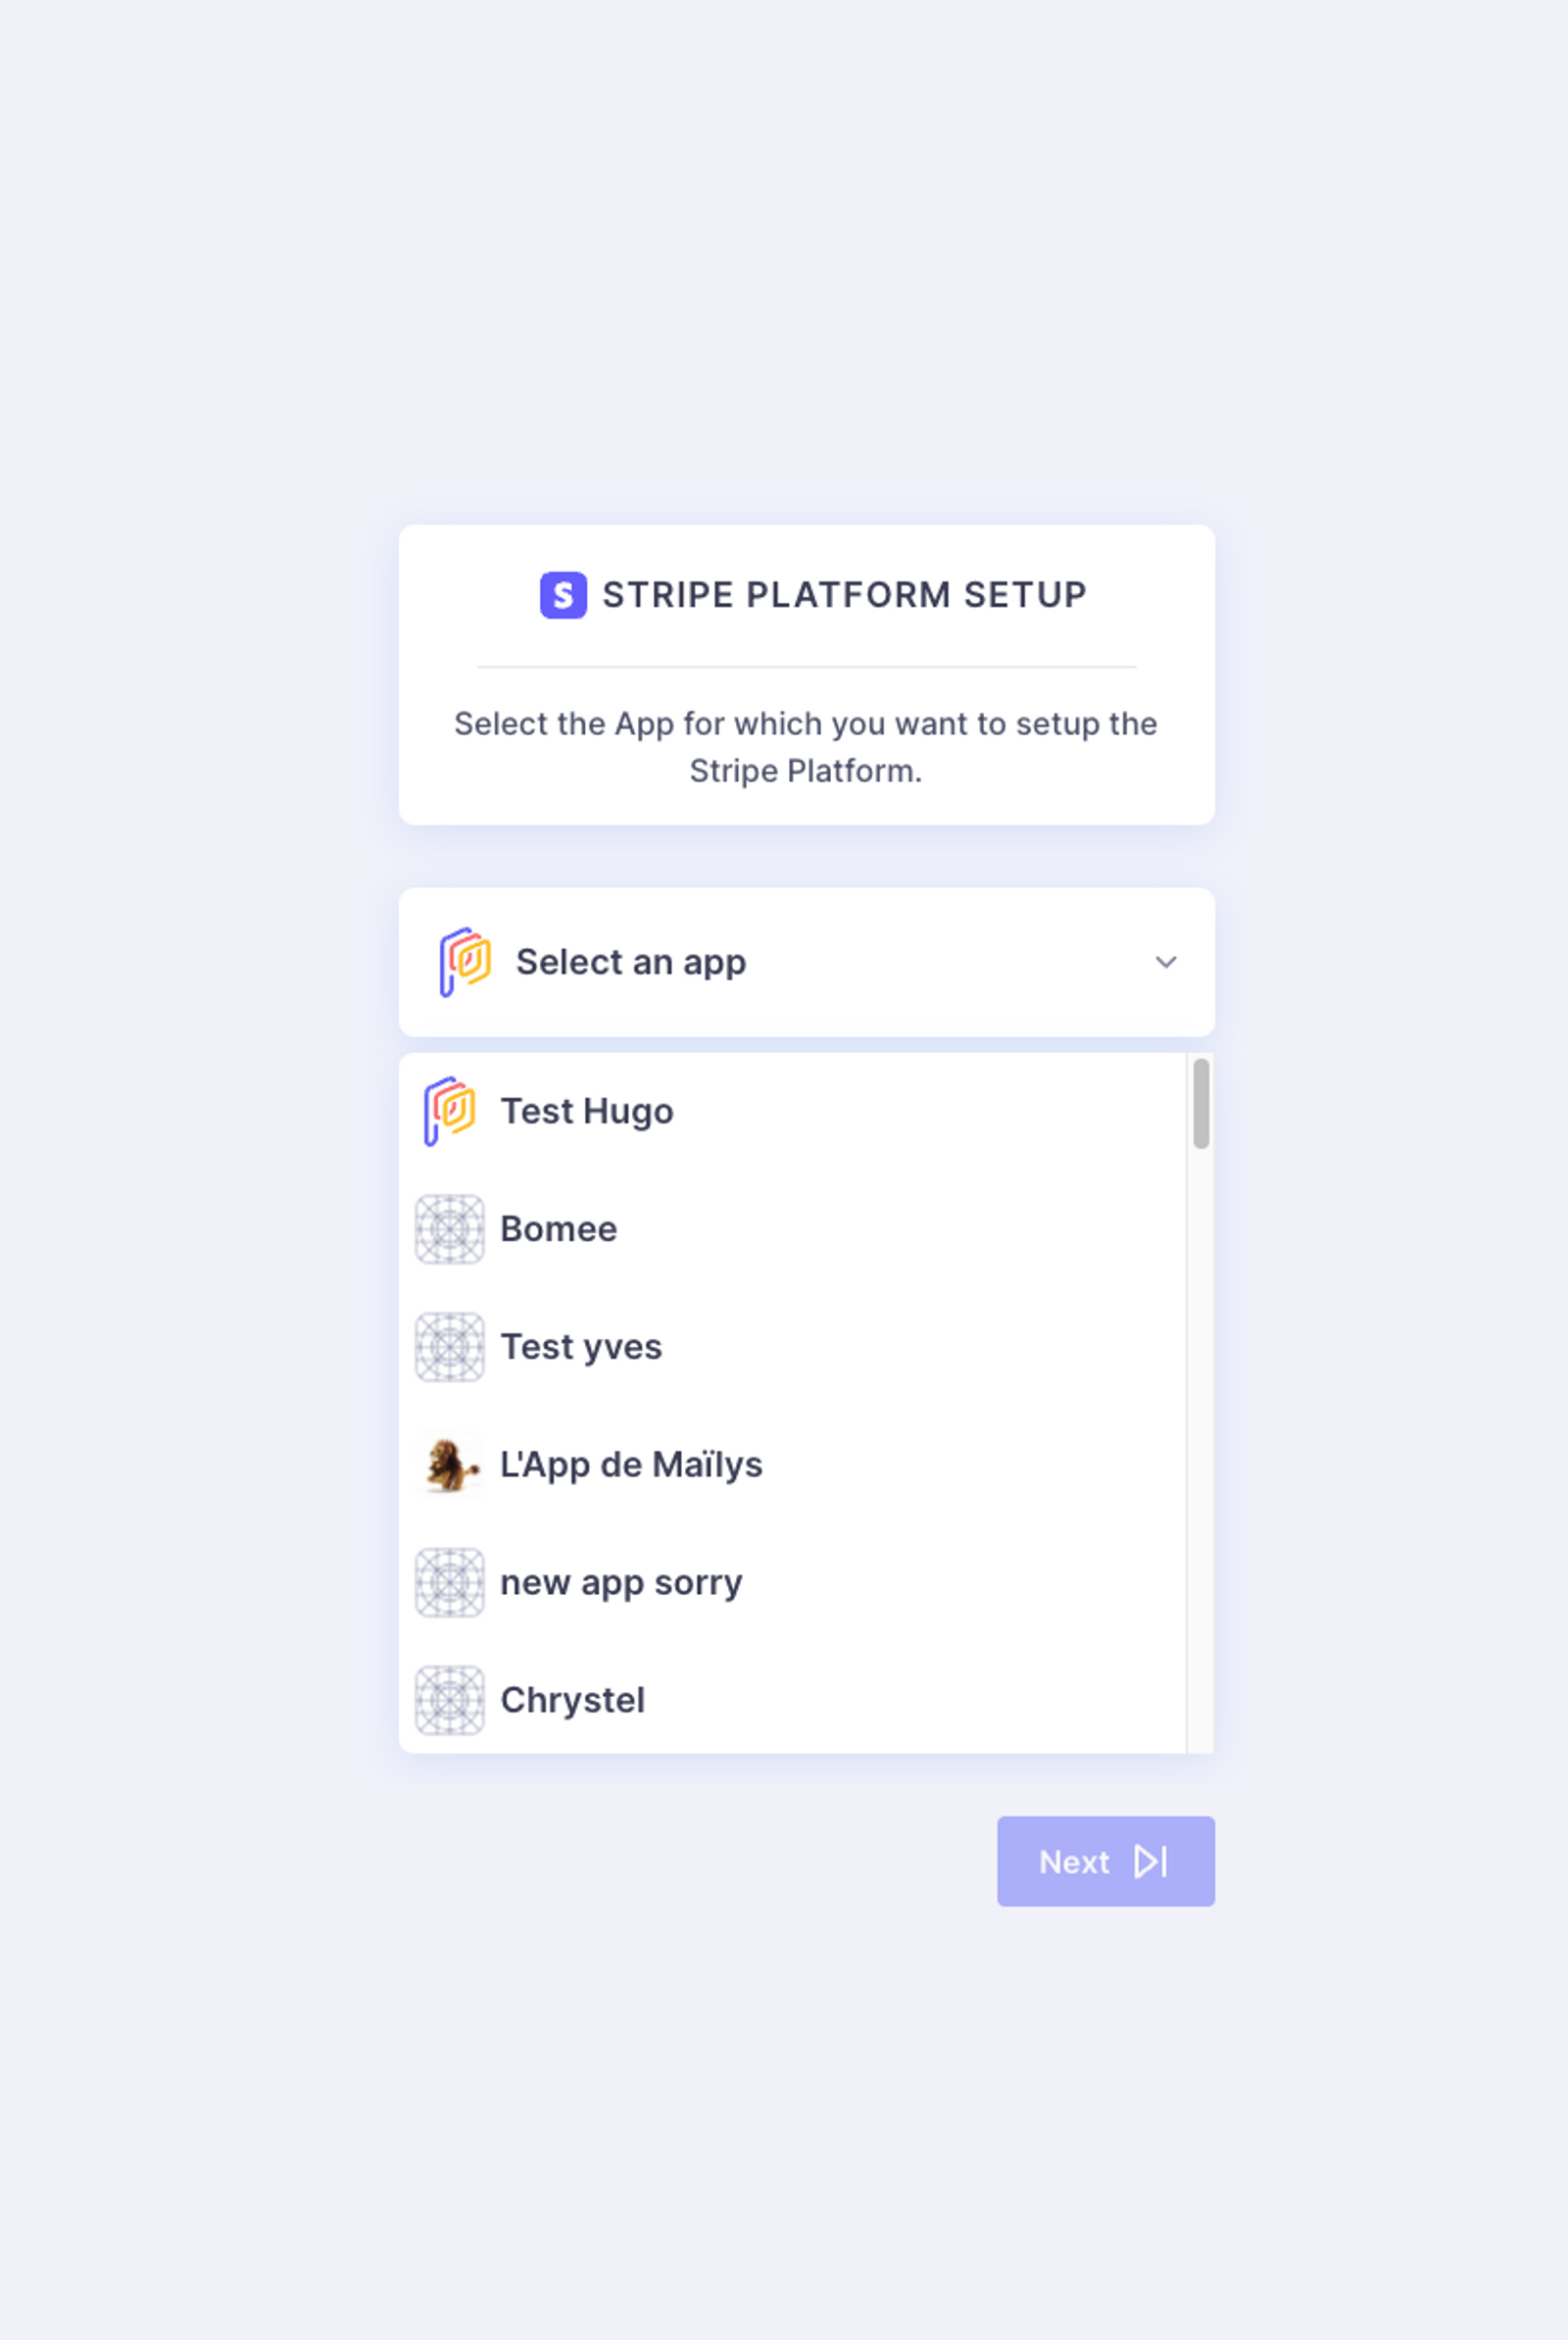 S STRIPE PLATFORM SETUP
Select the App for which you want to setup the
Stripe Platform.
Select an app
Test Hugo
Bomee
Test yves
L'App de Maïlys
new app sorry
Chrystel
Next